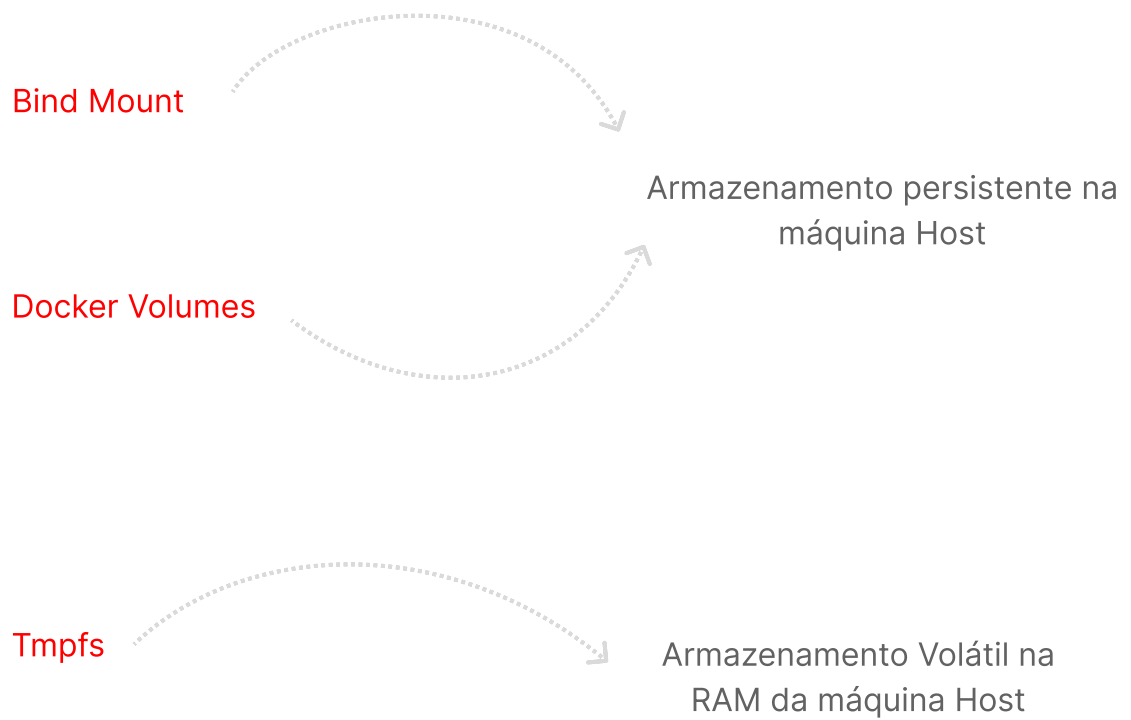 Bind Mount
Armazenamento persistente na
máquina Host
Docker Volumes
Tmpfs
Armazenamento Volátil na
RAM da máquina Host